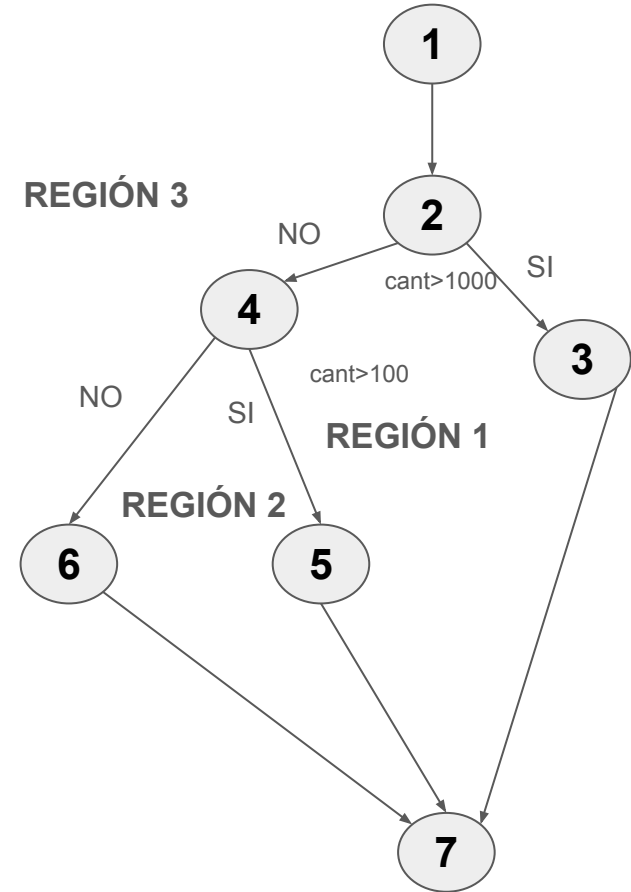 1
REGIÓN 3
2
NO
SI
cant>1000
4
3
cant>100
NO
SI
REGIÓN 1
REGIÓN 2
6
5
7